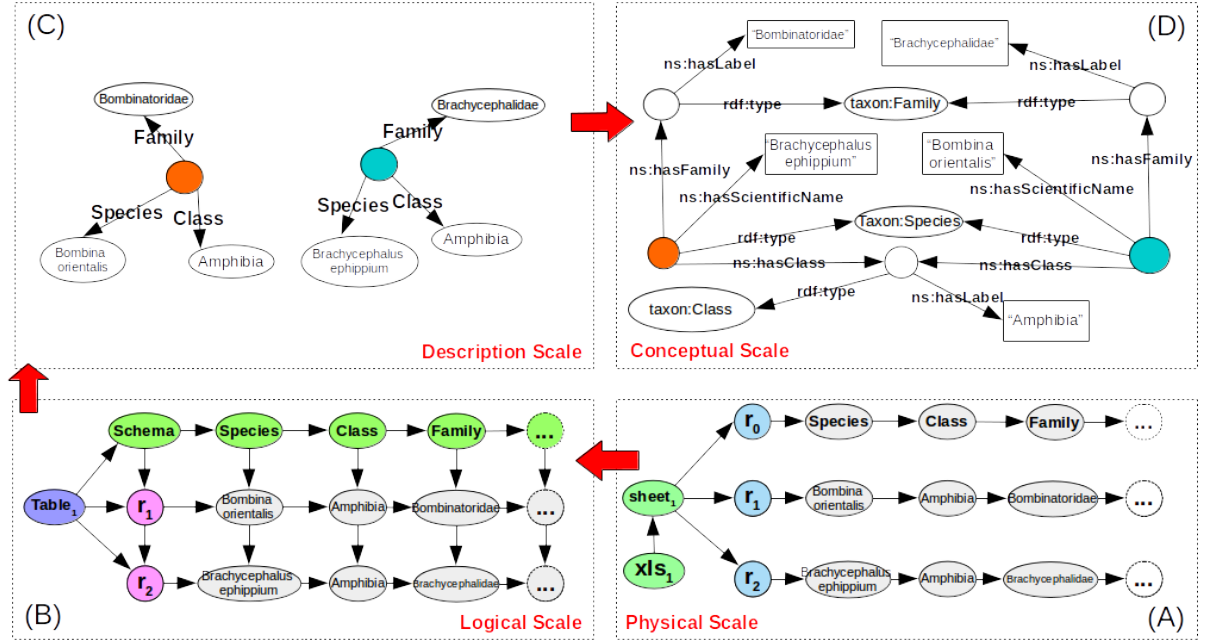 (C)
Bombinatoridae
Family
Species
Class
Bombina
orientalis
Amphibia
Brachycephalidae
Family
Species
Class
Brachycephalus
ephippium
Amphibia
Description Scale
(D)
"Bombinatoridae"
"Brachycephalidae"
ns:hasLabel
ns:hasLabel
rdf:type
taxon:Family
rdf:type
"Brachycephalus
ephippium"
"Bombina
orientalis"
ns:hasFamily
ns:hasFamily
ns:hasScientificName
ns:hasScientificName
Taxon:Species
rdf:type
rdf:type
ns:hasClass
ns:hasClass
rdf:type
ns:hasLabel
taxon:Class
"Amphibia"
Conceptual Scale
Schema
Species
Class
Family
...
Table1
r1
Bombina
orientalis
Amphibia
Bombinatoridae
...
r2
Brachycephalus
ephippium
Amphibia
Brachycephalidae
...
(B)
Logical Scale
r0
Species
Class
Family
...
sheet1
r1
Bombina
orientalis
Amphibia
Bombinatoridae
...
xls1
r2
Brachycephalus
ephippium
Amphibia
Brachycephalidae
...
Physical Scale
(A)